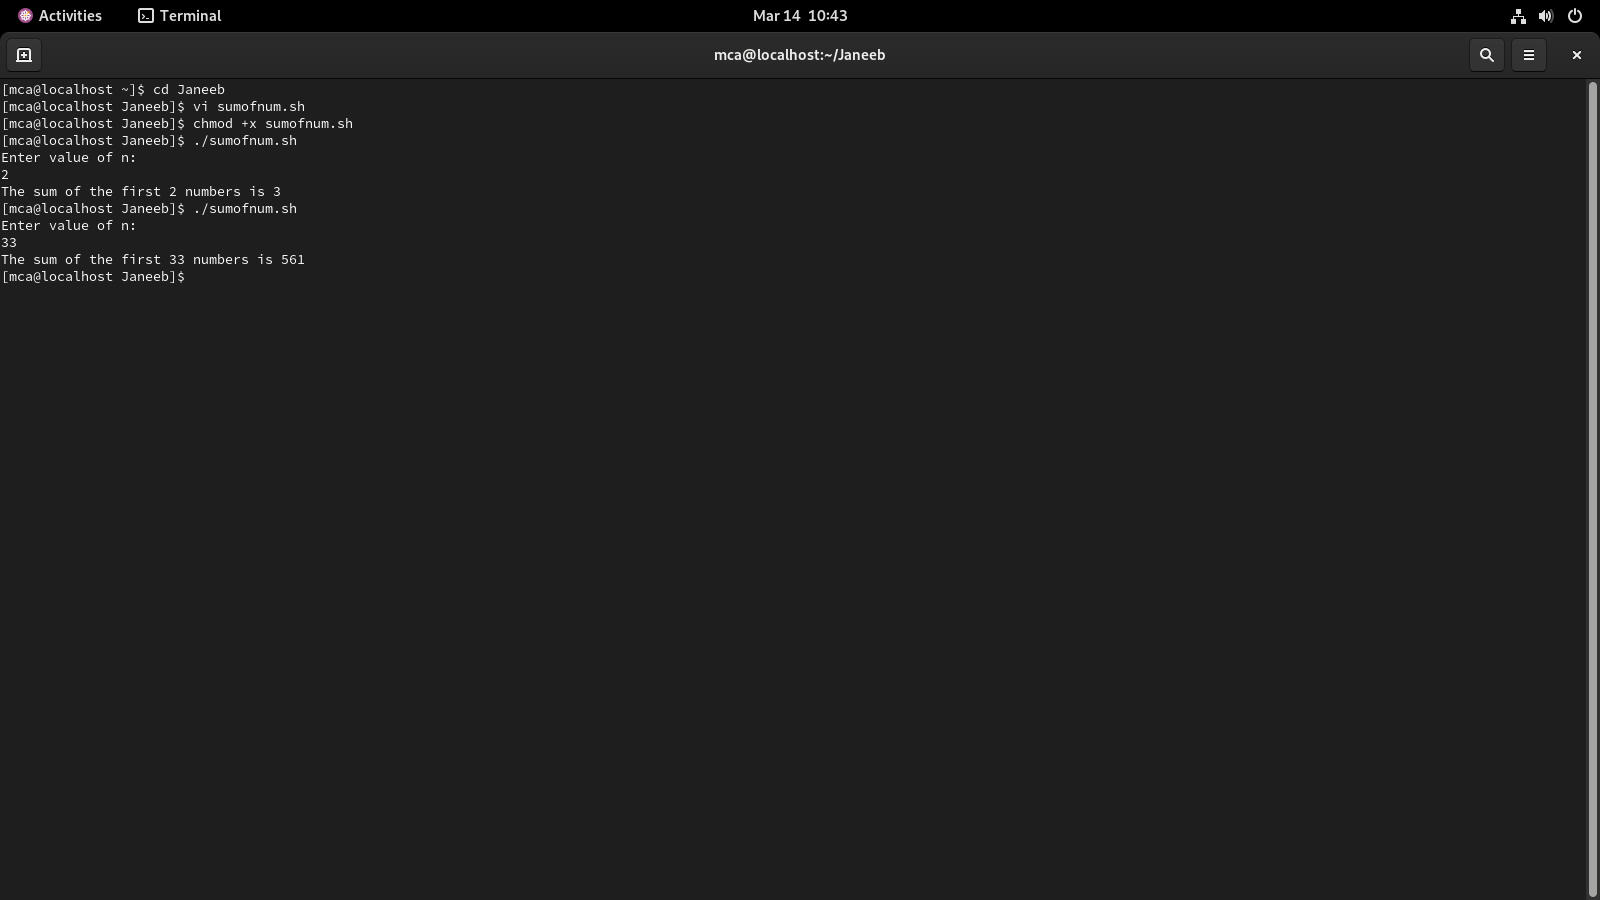 Activities Terminal Mar 14 10:43
mca@localhost:~/Janeeb
[mca@localhost ~]$ cd Janeeb
[mca@localhost Janeeb]$ vi sumofnum.sh
[mca@localhost Janeeb]$ chmod +x sumofnum.sh
[mca@localhost Janeeb]$ ./sumofnum.sh
Enter value of n:
2
The sum of the first 2 numbers is 3
[mca@localhost Janeeb]$ ./sumofnum.sh
Enter value of n:
33
The sum of the first 33 numbers is 561
[mca@localhost Janeeb]$